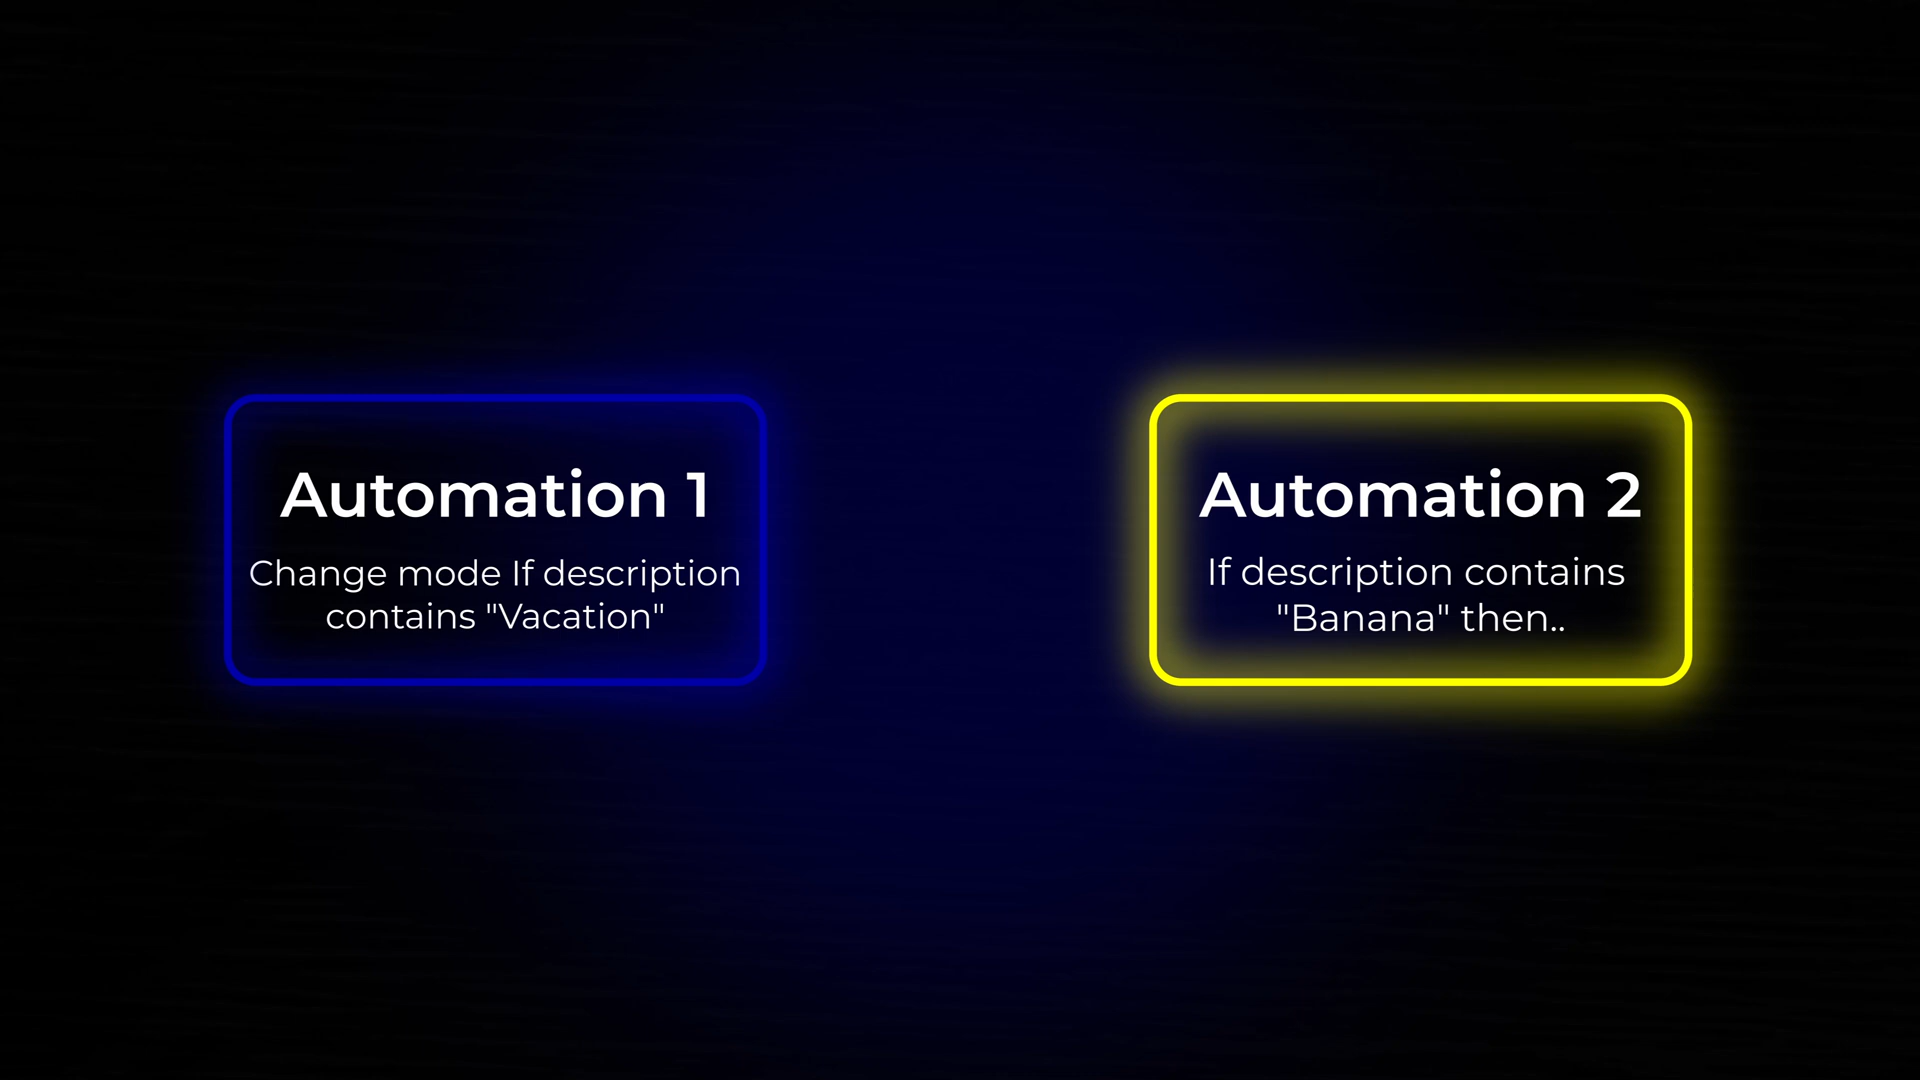 Automation 1
Change mode If description
contains "Vacation"
Automation 2
If description contains
"Banana" then..